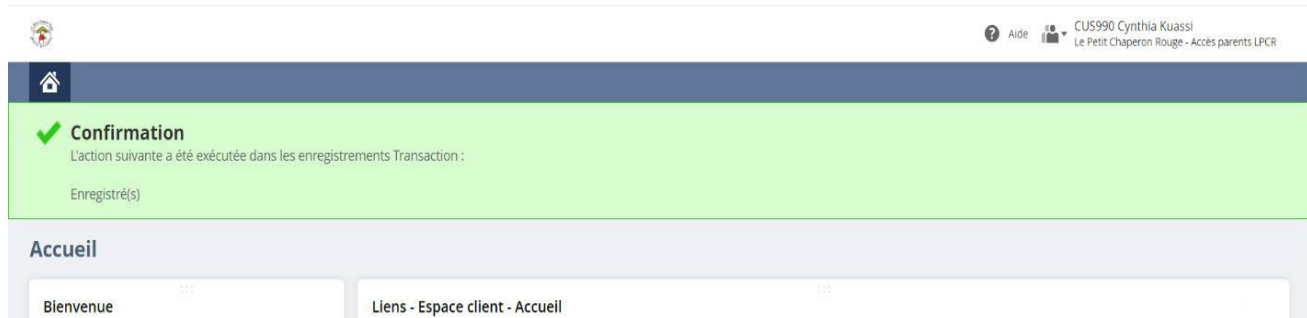 Aide
CUS990 Cynthia Kuassi
Le Petit Chaperon Rouge - Accès parents LPCR
Confirmation
L'action suivante a été exécutée dans les enregistrements Transaction :
Enregistré(s)
Accueil
Bienvenue
Liens - Espace client - Accueil